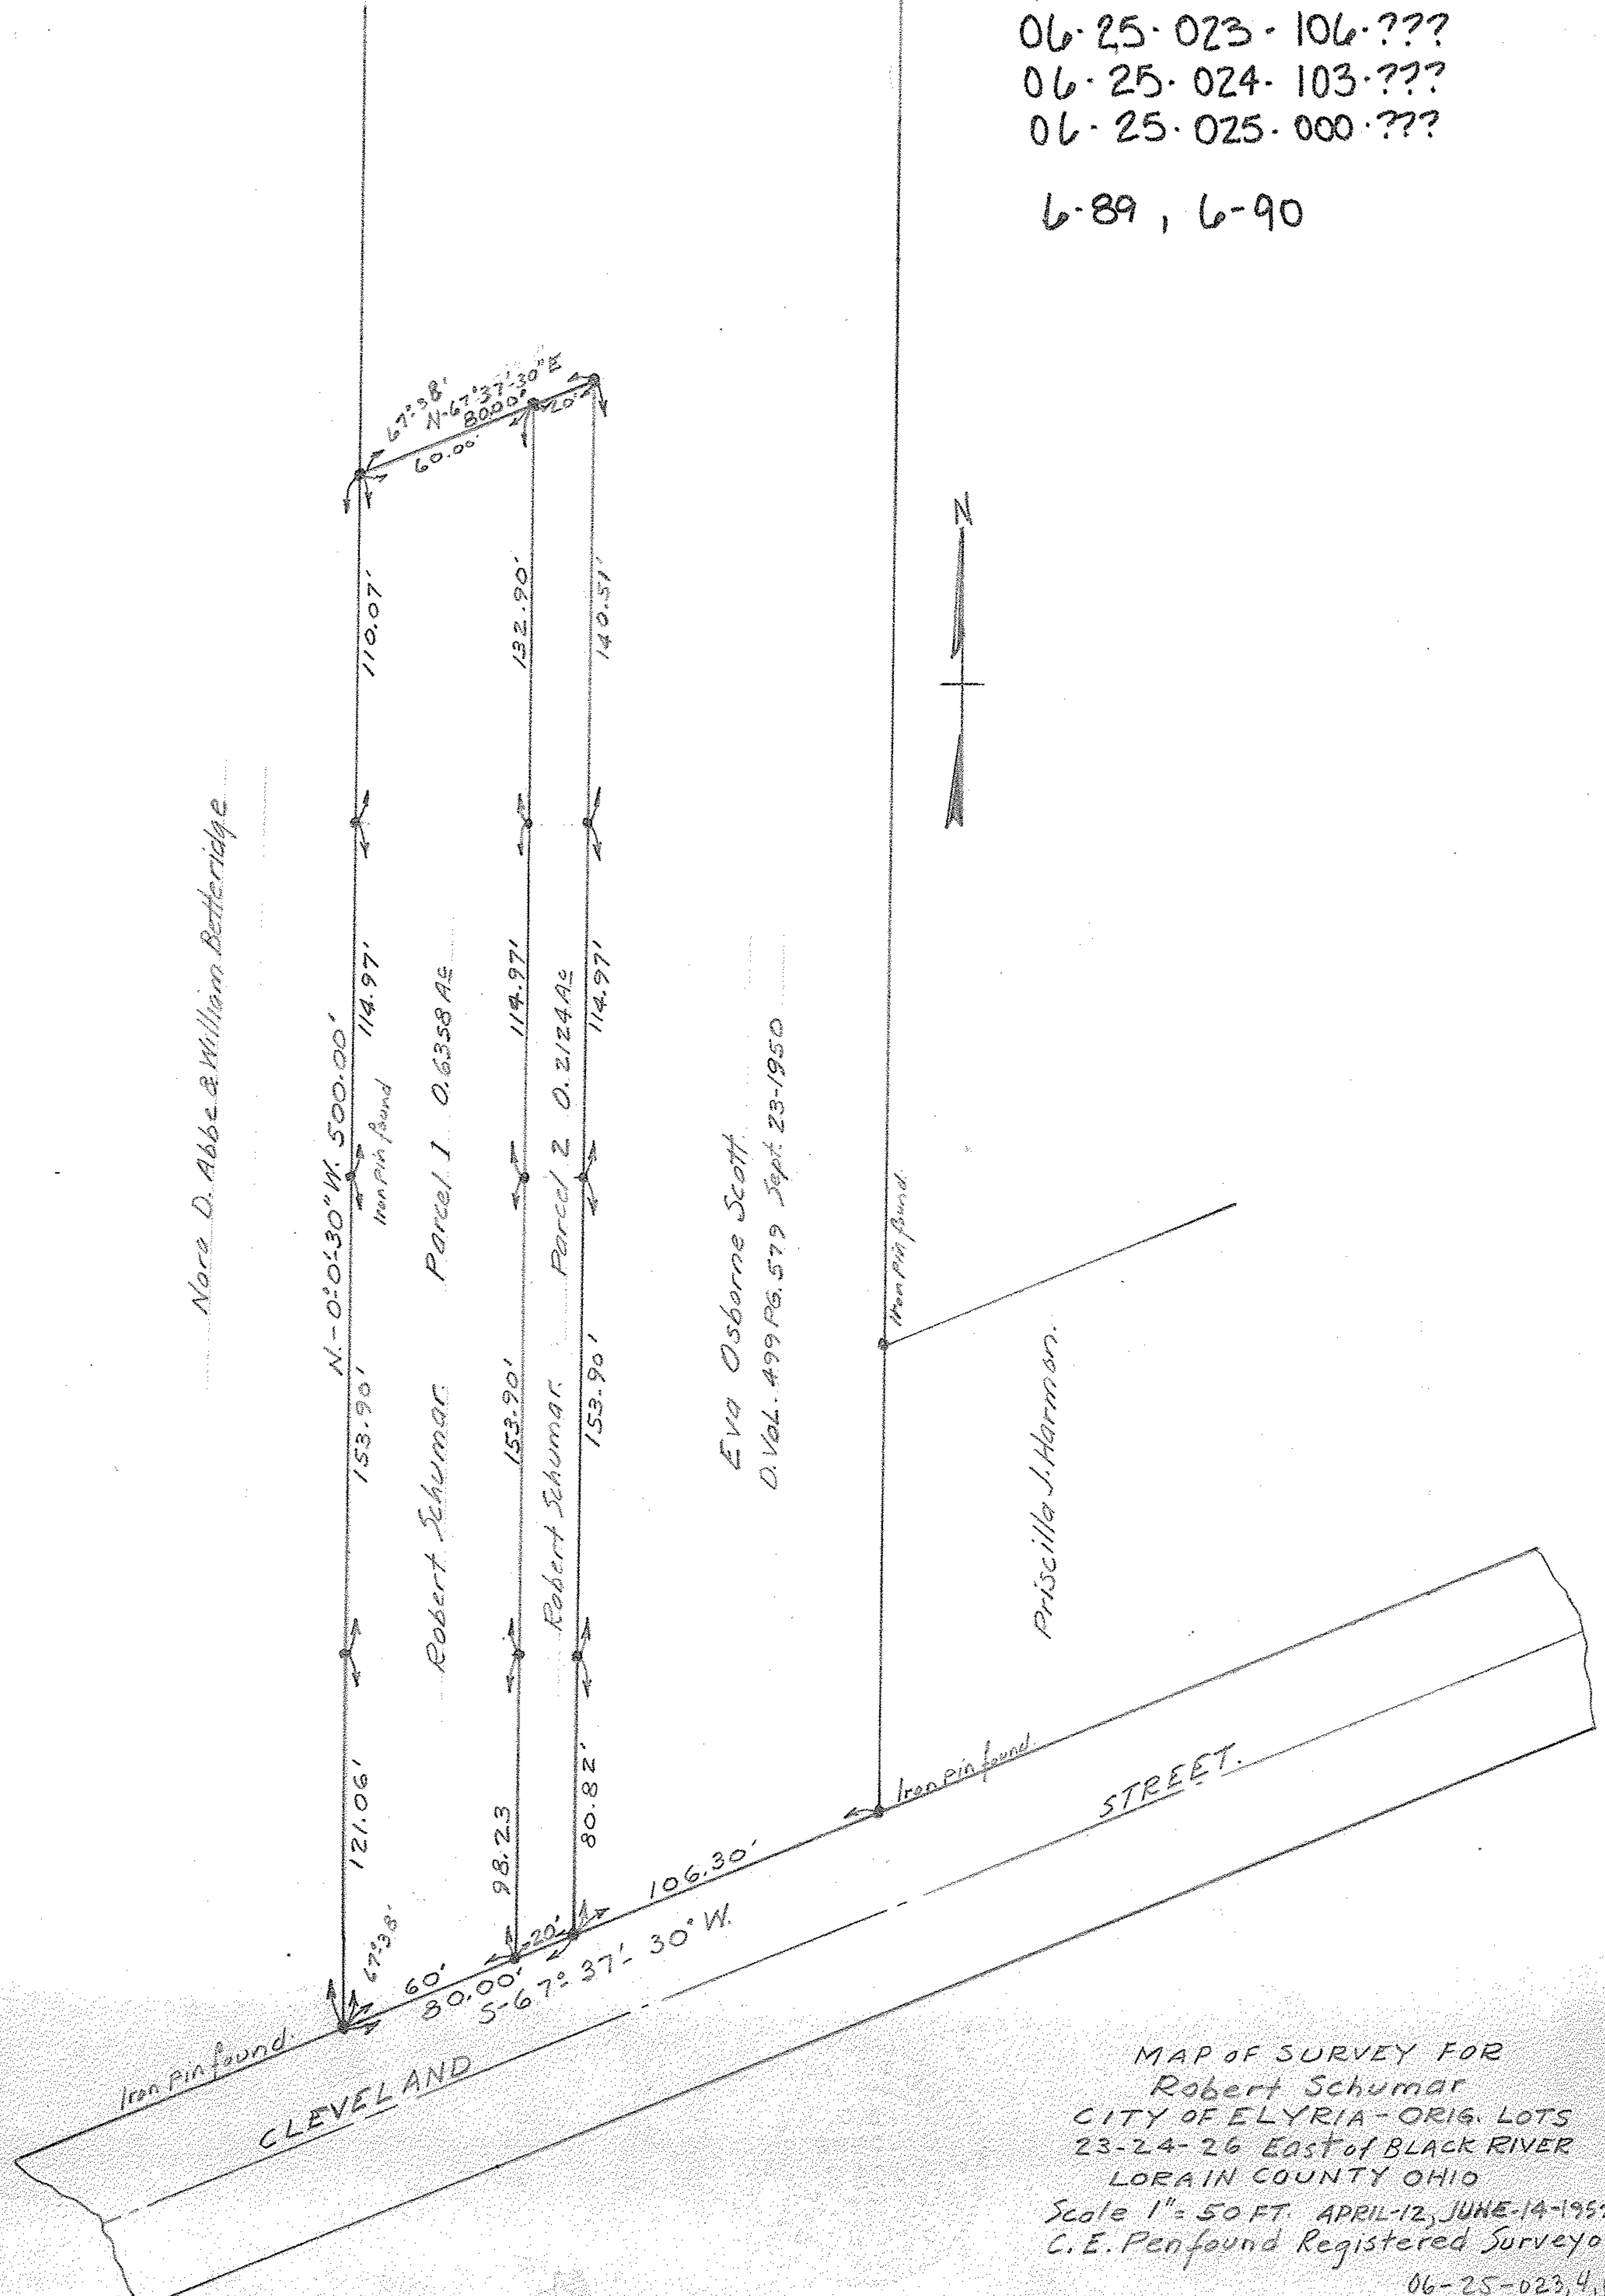 06-25-023-106-???
06-25-024-103-???
06-25-025-000-???
6-89, 6-90
67°38'
N-67°37'-30"E
80.00'
60.00'
20'
N
110.07'
132.90'
140.51'
Nora D. Abbe & William Betteridge
N.-0°-0'-30"W. 500.00'
114.97'
Iron pin found
153.90'
121.06'
Robert Schumar. Parcel 1 0.6358 Ac
114.97'
153.90'
98.23
Robert Schumar. Parcel 2 0.2124 Ac
114.97'
153.90'
80.82'
Eva Osborne Scott.
D. Vol. 499 PG. 579 Sept. 23-1950
Iron pin found.
Priscilla J. Harmon.
Iron pin found
106.30'
67°38'
60'
20'
80.00'
S-67°-37'-30"W.
Iron pin found.
CLEVELAND STREET.
MAP OF SURVEY FOR
Robert Schumar
CITY OF ELYRIA - ORIG. LOTS
23-24-26 East of BLACK RIVER
LORAIN COUNTY OHIO
Scale 1" = 50 FT. APRIL-12, JUNE-14-195
C. E. Penfound Registered Surveyo
06-25-023,4,